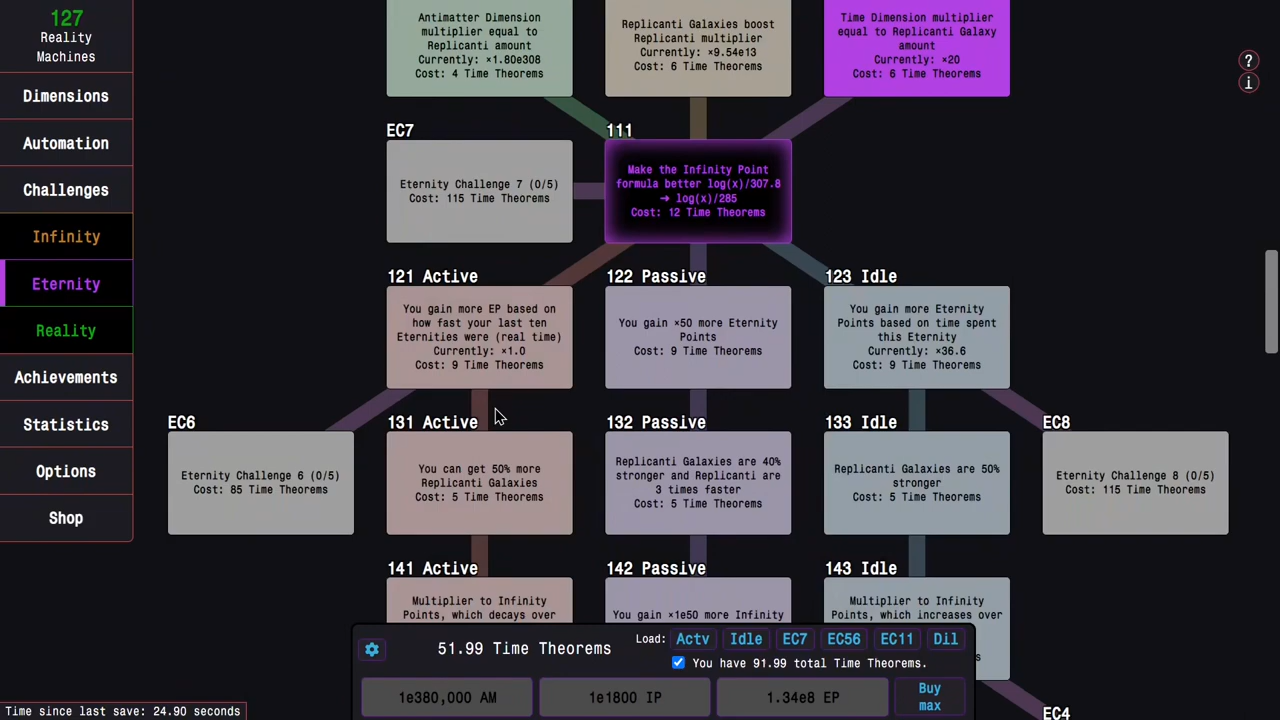 127
Reality
Machines
Dimensions
Automation
Challenges
Infinity
Eternity
Reality
Achievements
Statistics
Options
Shop
Time since last save: 24.90 seconds
Antimatter Dimension
multiplier equal to
Replicanti amount
Currently: ×1.80e308
Cost: 4 Time Theorems
Replicanti Galaxies boost
Replicanti multiplier
Currently: ×9.54e13
Cost: 6 Time Theorems
Time Dimension multiplier
equal to Replicanti Galaxy
amount
Currently: ×20
Cost: 6 Time Theorems
?
i
EC7
Eternity Challenge 7 (0/5)
Cost: 115 Time Theorems
111
Make the Infinity Point
formula better log(x)/307.8
➜ log(x)/285
Cost: 12 Time Theorems
121 Active
You gain more EP based on
how fast your last ten
Eternities were (real time)
Currently: ×1.0
Cost: 9 Time Theorems
122 Passive
You gain ×50 more Eternity
Points
Cost: 9 Time Theorems
123 Idle
You gain more Eternity
Points based on time spent
this Eternity
Currently: ×36.6
Cost: 9 Time Theorems
EC6
Eternity Challenge 6 (0/5)
Cost: 85 Time Theorems
131 Active
You can get 50% more
Replicanti Galaxies
Cost: 5 Time Theorems
132 Passive
Replicanti Galaxies are 40%
stronger and Replicanti are
3 times faster
Cost: 5 Time Theorems
133 Idle
Replicanti Galaxies are 50%
stronger
Cost: 5 Time Theorems
EC8
Eternity Challenge 8 (0/5)
Cost: 115 Time Theorems
141 Active
Multiplier to Infinity
Points, which decays over
142 Passive
You gain ×1e50 more Infinity
143 Idle
Multiplier to Infinity
Points, which increases over
EC4
51.99 Time Theorems
Load: Actv Idle EC7 EC56 EC11 Dil
You have 91.99 total Time Theorems.
1e380,000 AM
1e1800 IP
1.34e8 EP
Buy
max